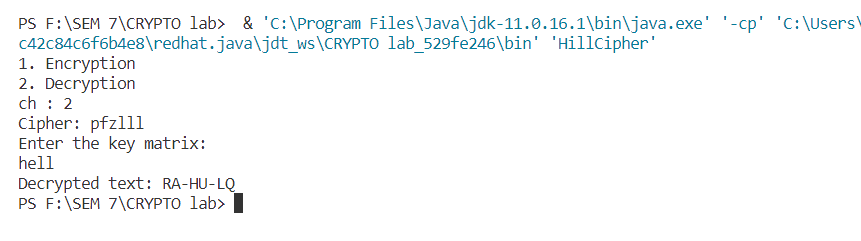 PS F:\SEM 7\CRYPTO lab>  & 'C:\Program Files\Java\jdk-11.0.16.1\bin\java.exe' '-cp' 'C:\Users\
c42c84c6f6b4e8\redhat.java\jdt_ws\CRYPTO lab_529fe246\bin' 'HillCipher'
1. Encryption
2. Decryption
ch : 2
Cipher: pfzlll
Enter the key matrix:
hell
Decrypted text: RA-HU-LQ
PS F:\SEM 7\CRYPTO lab>